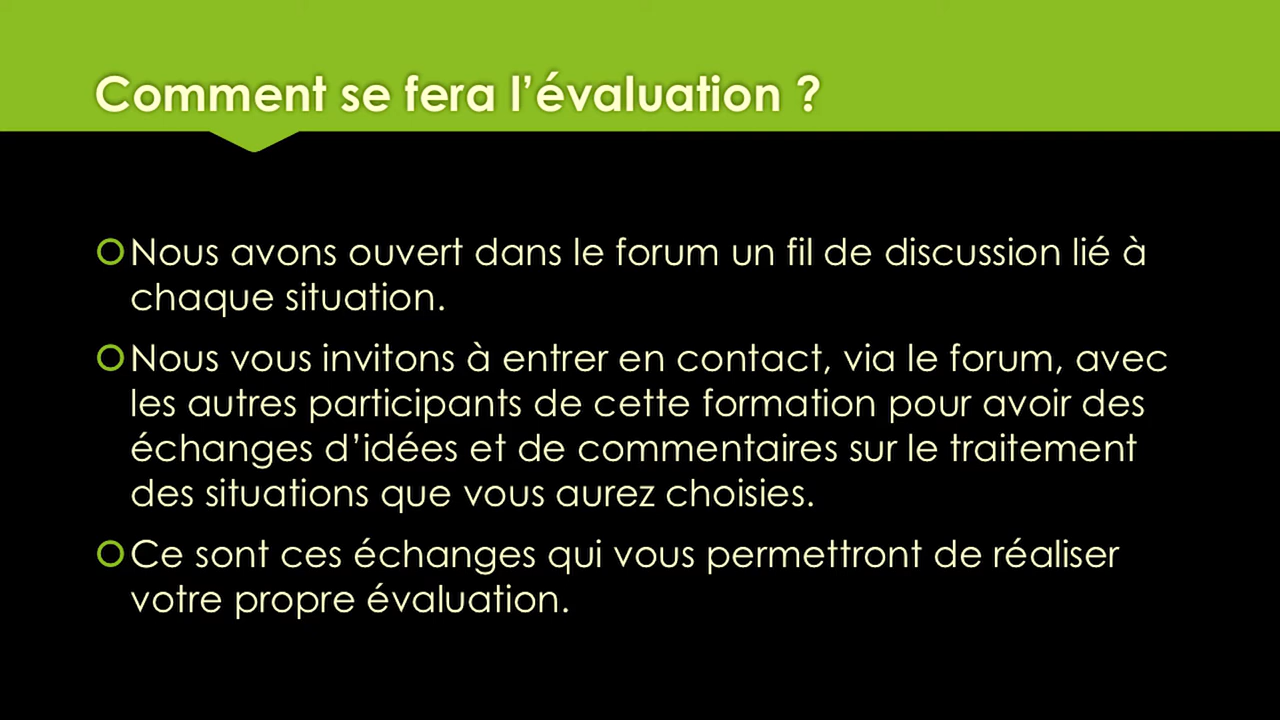 Comment se fera l’évaluation ?
Nous avons ouvert dans le forum un fil de discussion lié à
chaque situation.
Nous vous invitons à entrer en contact, via le forum, avec
les autres participants de cette formation pour avoir des
échanges d’idées et de commentaires sur le traitement
des situations que vous aurez choisies.
Ce sont ces échanges qui vous permettront de réaliser
votre propre évaluation.